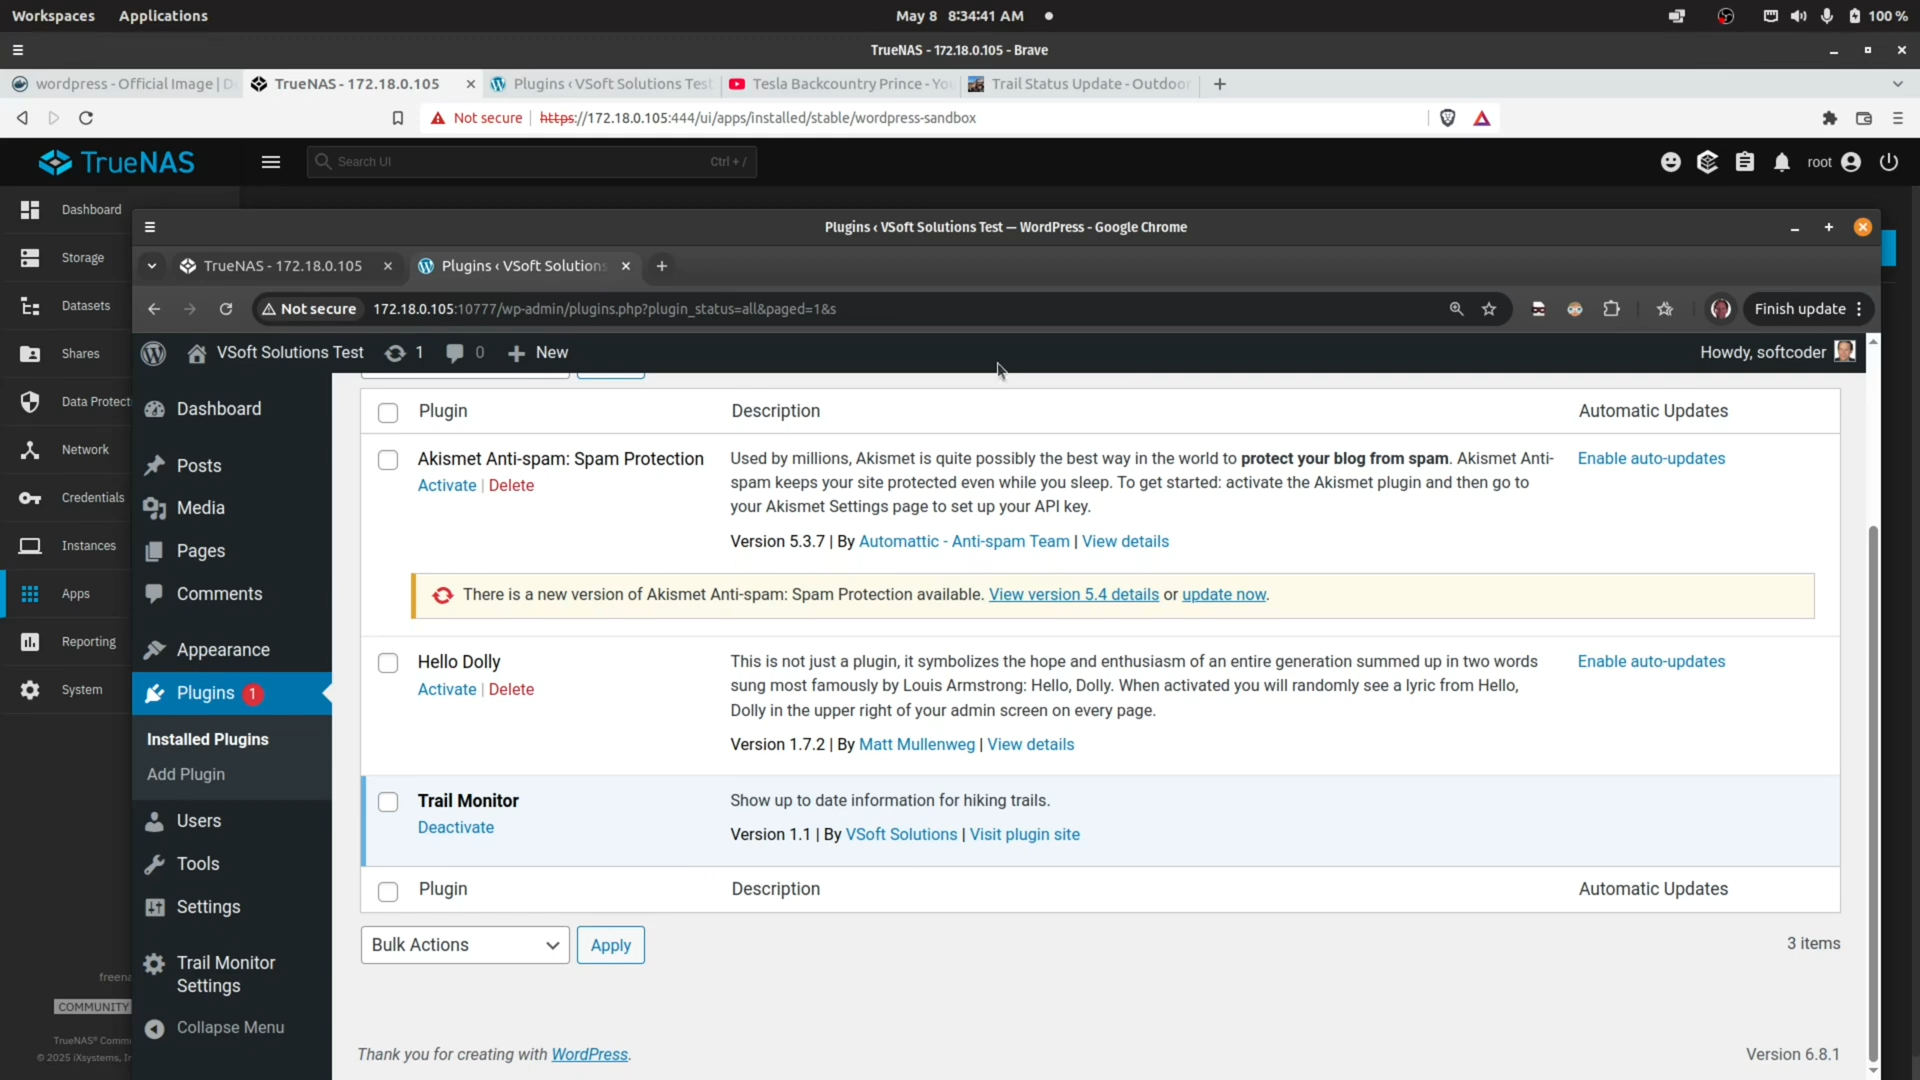 Workspaces Applications May 8 8:34:41 AM 100 %
TrueNAS - 172.18.0.105 - Brave
wordpress - Official Image | D TrueNAS - 172.18.0.105 Plugins ‹ VSoft Solutions Test Tesla Backcountry Prince - You Trail Status Update - Outdoor
Not secure https://172.18.0.105:444/ui/apps/installed/stable/wordpress-sandbox
TrueNAS Search UI Ctrl + / root
Dashboard
Storage
Datasets
Shares
Data Protect
Network
Credentials
Instances
Apps
Reporting
System
freena
COMMUNITY
TrueNAS® Comm
© 2025 iXsystems, In
Plugins ‹ VSoft Solutions Test — WordPress - Google Chrome
TrueNAS - 172.18.0.105 Plugins ‹ VSoft Solutions
Not secure 172.18.0.105:10777/wp-admin/plugins.php?plugin_status=all&paged=1&s Finish update
VSoft Solutions Test 1 0 New Howdy, softcoder
Dashboard
Posts
Media
Pages
Comments
Appearance
Plugins 1
Installed Plugins
Add Plugin
Users
Tools
Settings
Trail Monitor
Settings
Collapse Menu
Plugin Description Automatic Updates
Akismet Anti-spam: Spam Protection
Activate | Delete
Used by millions, Akismet is quite possibly the best way in the world to protect your blog from spam. Akismet Anti-
spam keeps your site protected even while you sleep. To get started: activate the Akismet plugin and then go to
your Akismet Settings page to set up your API key.
Version 5.3.7 | By Automattic - Anti-spam Team | View details
Enable auto-updates
There is a new version of Akismet Anti-spam: Spam Protection available. View version 5.4 details or update now.
Hello Dolly
Activate | Delete
This is not just a plugin, it symbolizes the hope and enthusiasm of an entire generation summed up in two words
sung most famously by Louis Armstrong: Hello, Dolly. When activated you will randomly see a lyric from Hello,
Dolly in the upper right of your admin screen on every page.
Version 1.7.2 | By Matt Mullenweg | View details
Enable auto-updates
Trail Monitor
Deactivate
Show up to date information for hiking trails.
Version 1.1 | By VSoft Solutions | Visit plugin site
Plugin Description Automatic Updates
Bulk Actions Apply 3 items
Thank you for creating with WordPress. Version 6.8.1